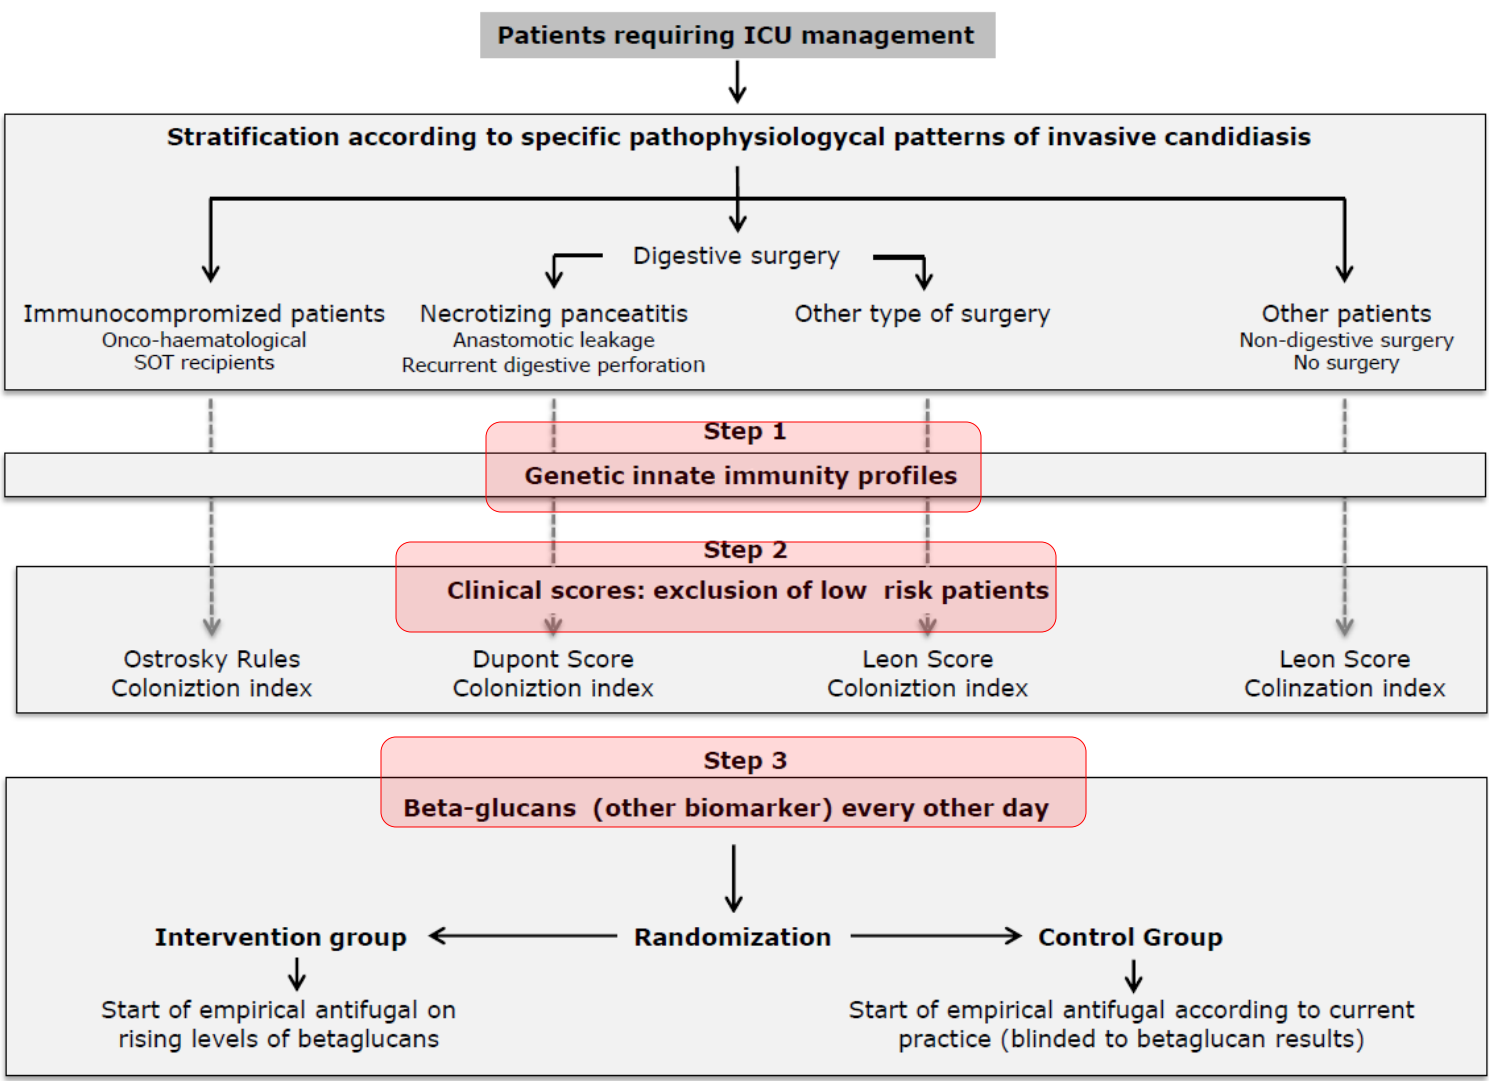 Patients requiring ICU management
Stratification according to specific pathophysiologycal patterns of invasive candidiasis
Digestive surgery
Immunocompromized patients
Onco-haematological
SOT recipients
Necrotizing panceatitis
Anastomotic leakage
Recurrent digestive perforation
Other type of surgery
Other patients
Non-digestive surgery
No surgery
Step 1
Genetic innate immunity profiles
Step 2
Clinical scores: exclusion of low risk patients
Ostrosky Rules
Coloniztion index
Dupont Score
Coloniztion index
Leon Score
Coloniztion index
Leon Score
Colinzation index
Step 3
Beta-glucans (other biomarker) every other day
Intervention group
Randomization
Control Group
Start of empirical antifugal on
rising levels of betaglucans
Start of empirical antifugal according to current
practice (blinded to betaglucan results)